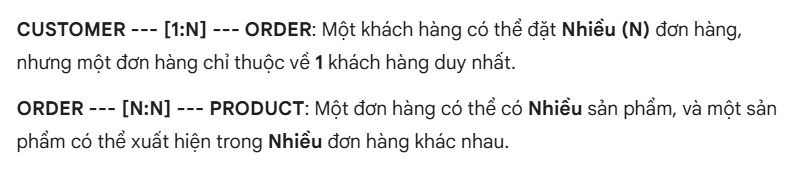 CUSTOMER --- [1:N] --- ORDER: Một khách hàng có thể đặt Nhiều (N) đơn hàng,
nhưng một đơn hàng chỉ thuộc về 1 khách hàng duy nhất.
ORDER --- [N:N] --- PRODUCT: Một đơn hàng có thể có Nhiều sản phẩm, và một sản
phẩm có thể xuất hiện trong Nhiều đơn hàng khác nhau.